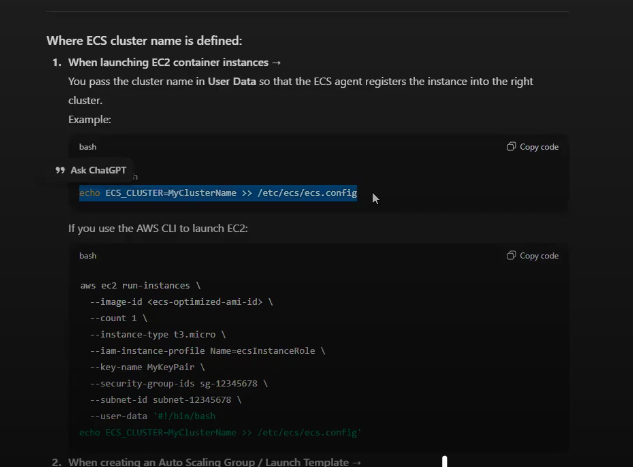 Where ECS cluster name is defined:
1. When launching EC2 container instances →
You pass the cluster name in User Data so that the ECS agent registers the instance into the right
cluster.
Example:
bash
Copy code
Ask ChatGPT
echo ECS_CLUSTER=MyClusterName >> /etc/ecs/ecs.config
If you use the AWS CLI to launch EC2:
bash
Copy code
aws ec2 run-instances \
--image-id <ecs-optimized-ami-id> \
--count 1 \
--instance-type t3.micro \
--iam-instance-profile Name=ecsInstanceRole \
--key-name MyKeyPair \
--security-group-ids sg-12345678 \
--subnet-id subnet-12345678 \
--user-data '#!/bin/bash
echo ECS_CLUSTER=MyClusterName >> /etc/ecs/ecs.config'
2. When creating an Auto Scaling Group / Launch Template →